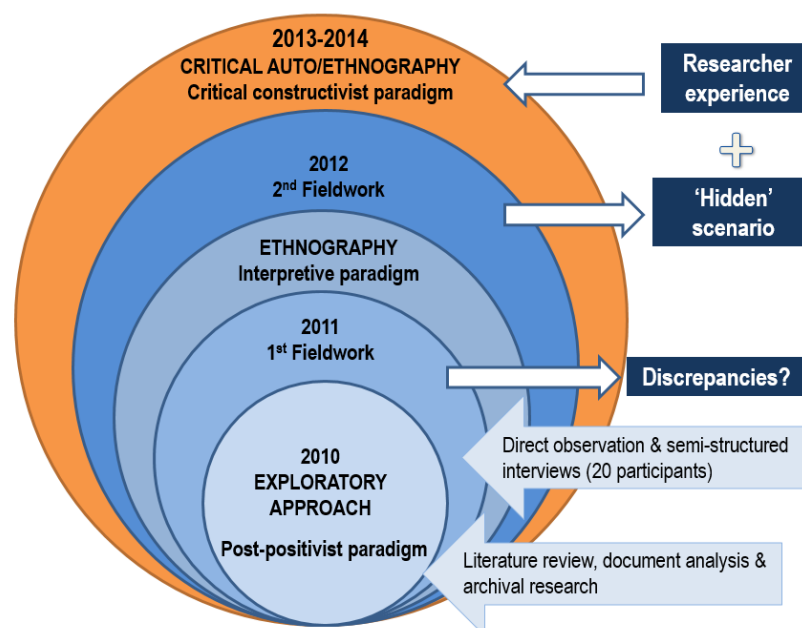 2013-2014
CRITICAL AUTO/ETHNOGRAPHY
Critical constructivist paradigm
2012
2nd Fieldwork
ETHNOGRAPHY
Interpretive paradigm
2011
1st Fieldwork
2010
EXPLORATORY
APPROACH
Post-positivist paradigm
Researcher
experience
+
‘Hidden’
scenario
Discrepancies?
Direct observation & semi-structured
interviews (20 participants)
Literature review, document analysis &
archival research